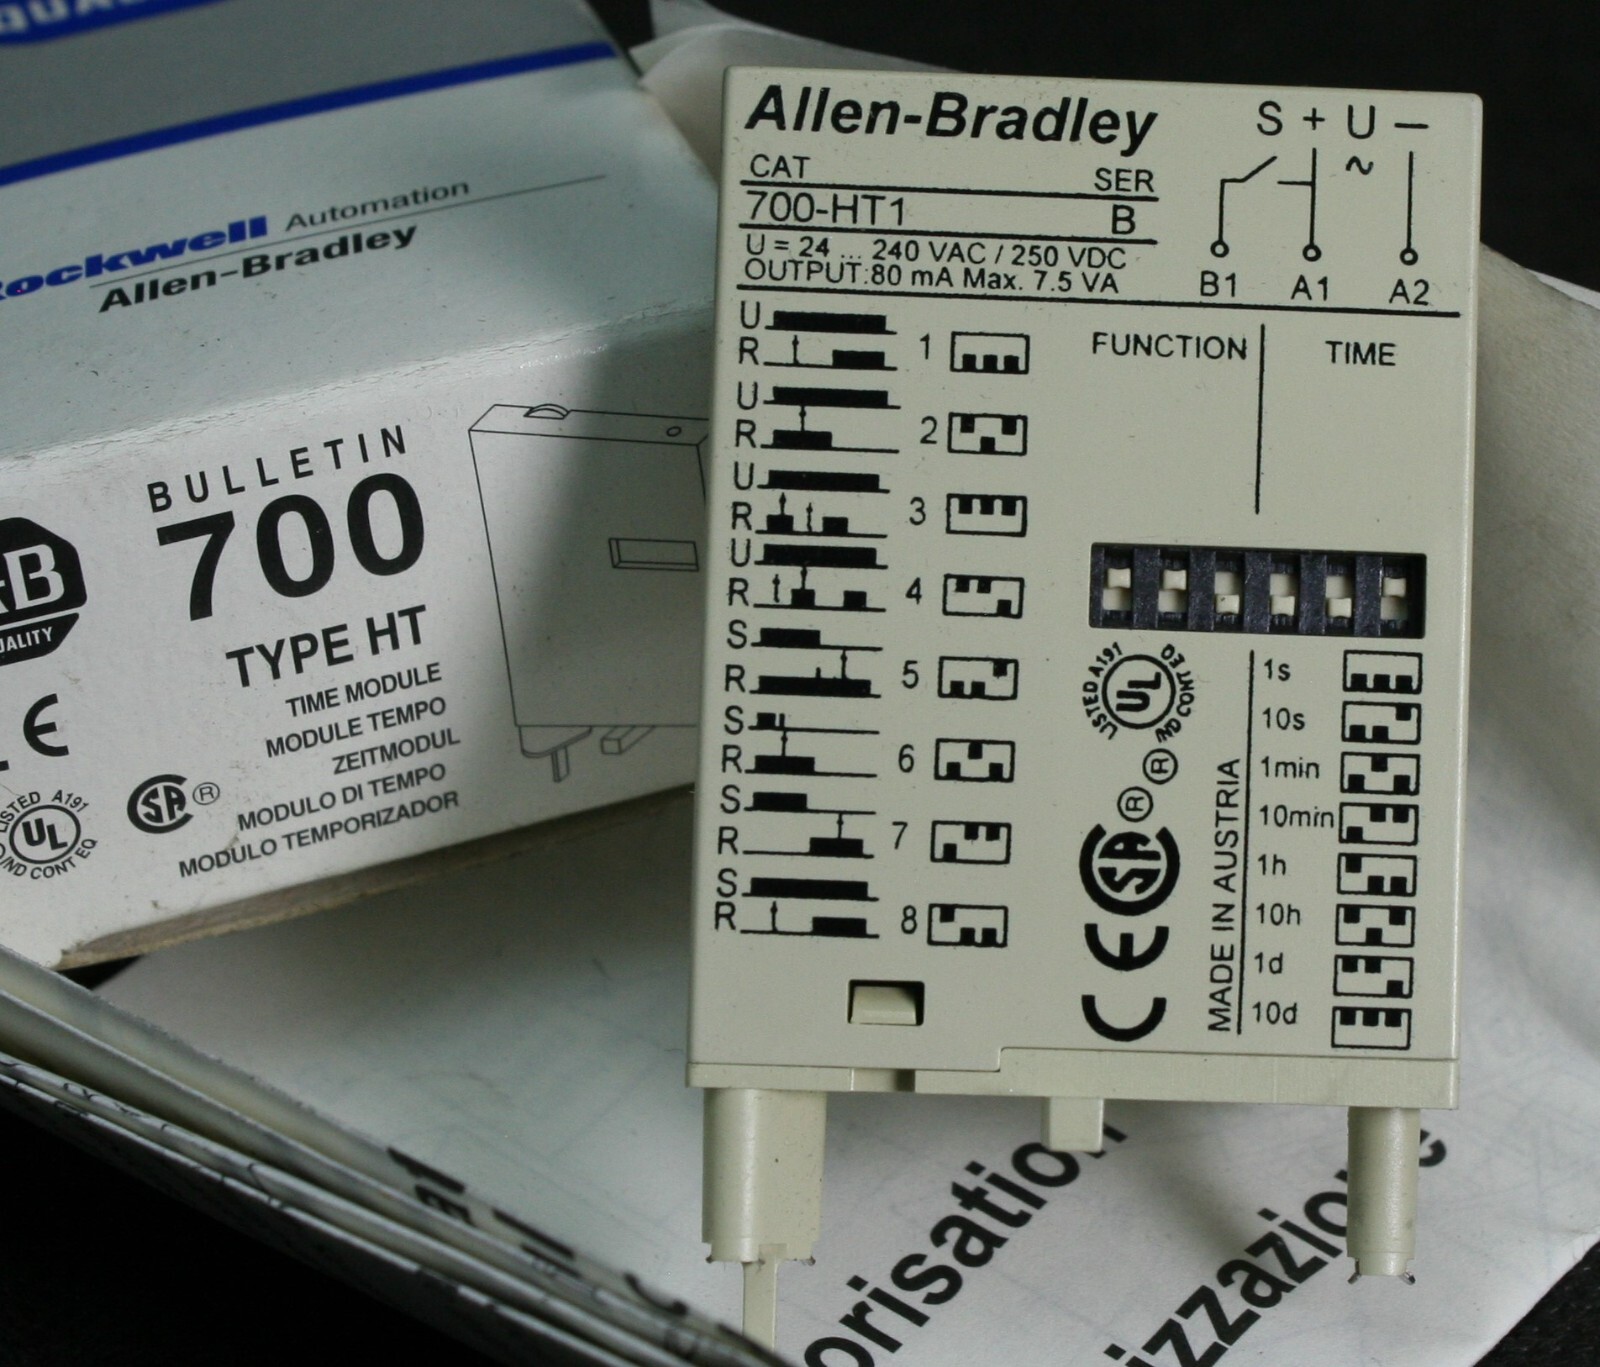 Rockwell Automation
Allen-Bradley
BULLETIN
700
TYPE HT
TIME MODULE
MODULE TEMPO
ZEITMODUL
MODULO DI TEMPO
MODULO TEMPORIZADOR
QUALITY
LISTED A191
UL
IND CONT EQ
SA ®
Allen-Bradley
CAT SER
700-HT1 B
U = 24 ... 240 VAC / 250 VDC
OUTPUT:80 mA Max. 7.5 VA
S + U –
~
B1 A1 A2
FUNCTION TIME
U
R 1
U
R 2
U
R 3
U
R 4
S
R 5
S
R 6
S
R 7
S
R 8
LISTED A191
UL
IND CONT EQ
®
®
SA
CE
MADE IN AUSTRIA
1s
10s
1min
10min
1h
10h
1d
10d
orisation
izzazione